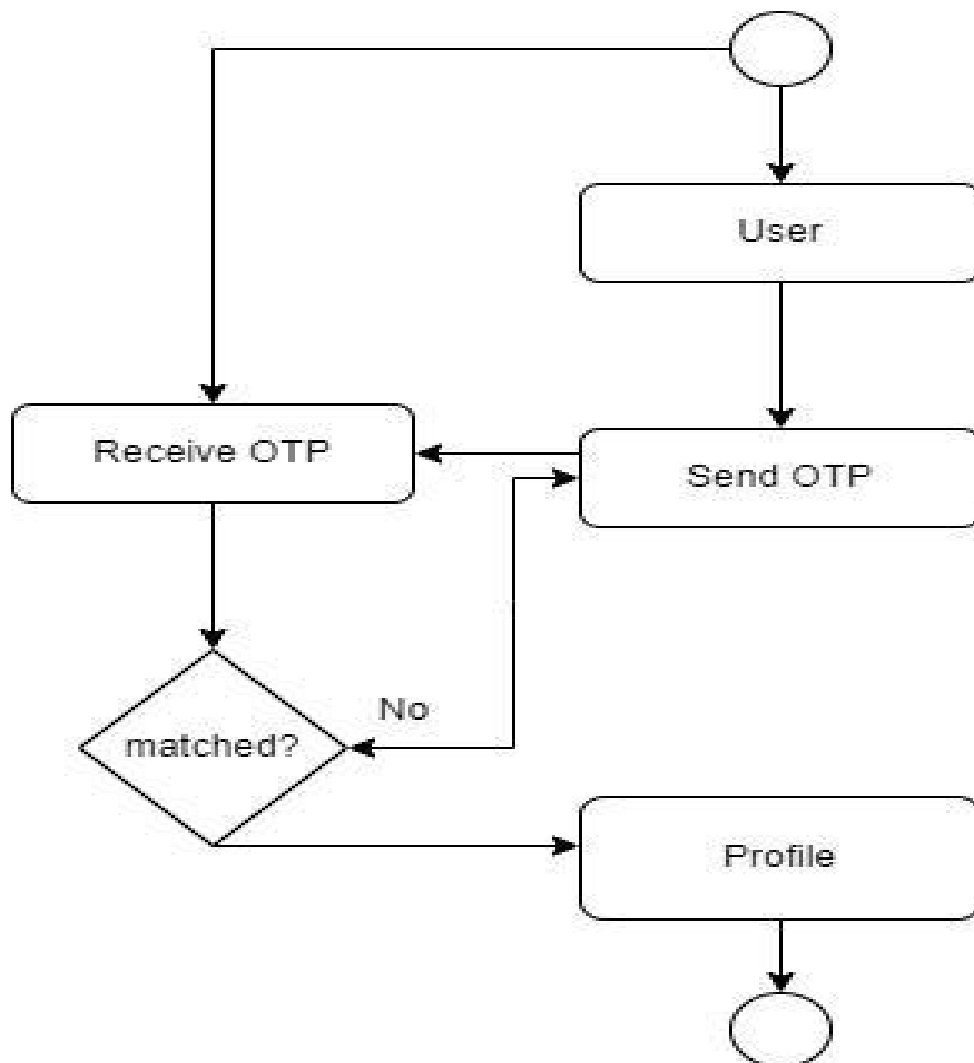 User
Receive OTP
Send OTP
No
matched?
Profile